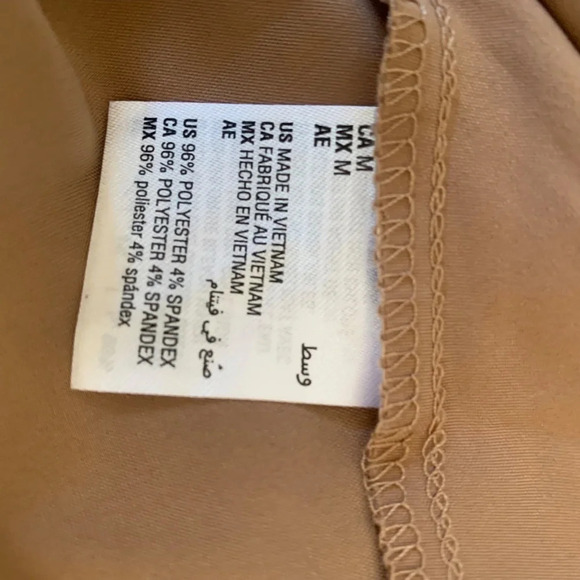 CA M
MX M
AE وسط
US MADE IN VIETNAM
CA FABRIQUÉ AU VIETNAM
MX HECHO EN VIETNAM
AE صنع في فيتنام
US 96% POLYESTER 4% SPANDEX
CA 96% POLYESTER 4% SPANDEX
MX 96% poliester 4% spándex